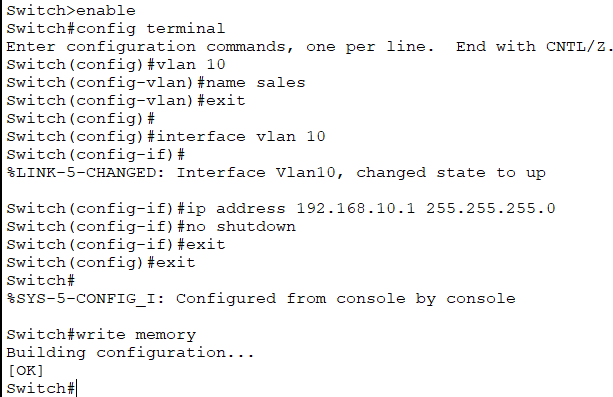 Switch>enable
Switch#config terminal
Enter configuration commands, one per line.  End with CNTL/Z.
Switch(config)#vlan 10
Switch(config-vlan)#name sales
Switch(config-vlan)#exit
Switch(config)#
Switch(config)#interface vlan 10
Switch(config-if)#
%LINK-5-CHANGED: Interface Vlan10, changed state to up

Switch(config-if)#ip address 192.168.10.1 255.255.255.0
Switch(config-if)#no shutdown
Switch(config-if)#exit
Switch(config)#exit
Switch#
%SYS-5-CONFIG_I: Configured from console by console

Switch#write memory
Building configuration...
[OK]
Switch#